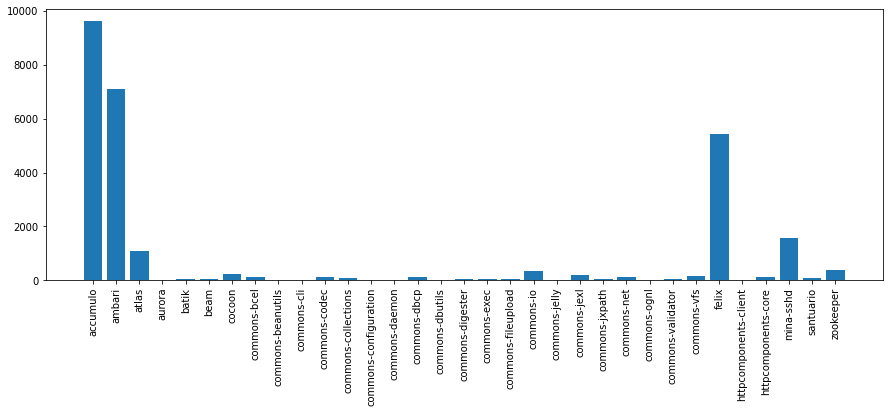 10000
8000
6000
4000
2000
0
accumulo
ambari
atlas
aurora
batik
beam
cocoon
commons-bcel
commons-beanutils
commons-cli
commons-codec
commons-collections
commons-configuration
commons-daemon
commons-dbcp
commons-dbutils
commons-digester
commons-exec
commons-fileupload
commons-io
commons-jelly
commons-jexl
commons-jxpath
commons-net
commons-ognl
commons-validator
commons-vfs
felix
httpcomponents-client
httpcomponents-core
mina-sshd
santuario
zookeeper